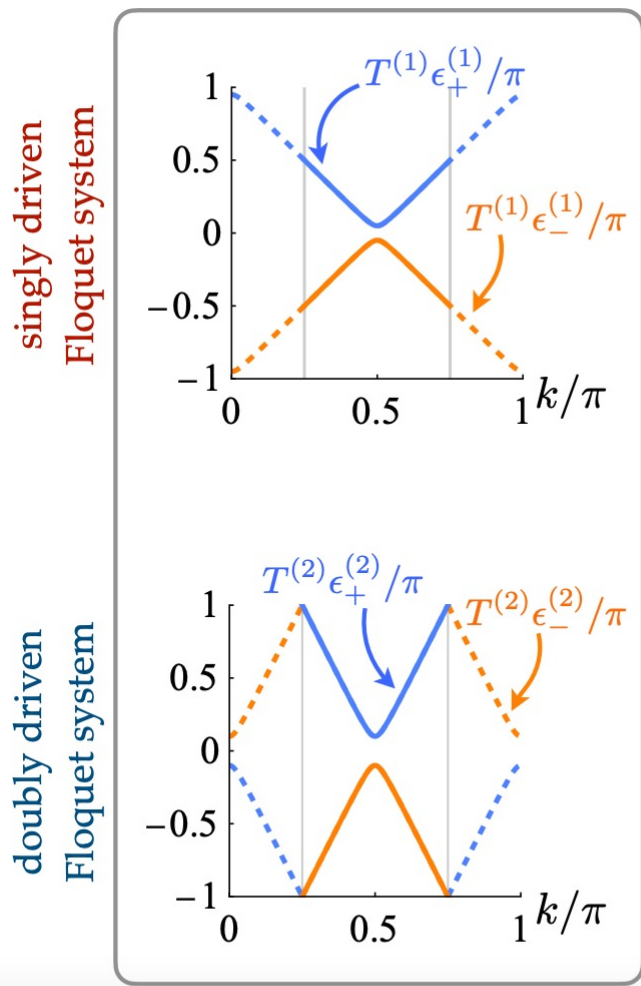 singly driven
Floquet system
T^{(1)}ϵ_+^{(1)}/π
T^{(1)}ϵ_-^{(1)}/π
1
0.5
0
−0.5
−1
0
0.5
1
k/π
doubly driven
Floquet system
T^{(2)}ϵ_+^{(2)}/π
T^{(2)}ϵ_-^{(2)}/π
1
0.5
0
−0.5
−1
0
0.5
1
k/π